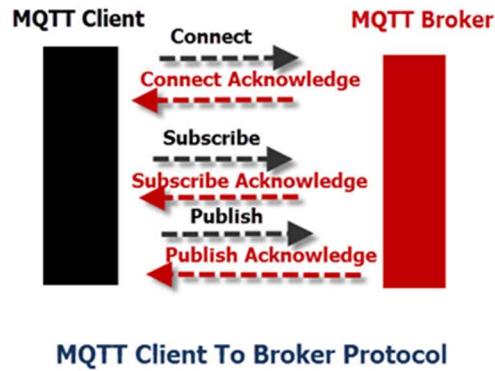 MQTT Client
MQTT Broker
Connect
Connect Acknowledge
Subscribe
Subscribe Acknowledge
Publish
Publish Acknowledge
MQTT Client To Broker Protocol